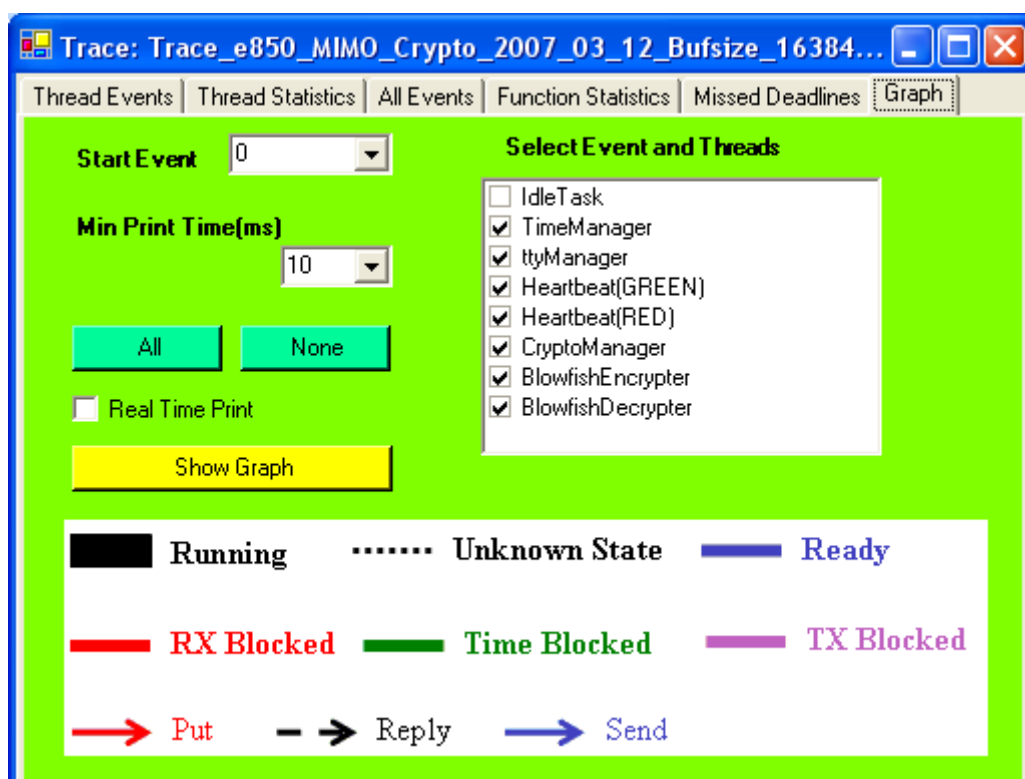 Trace: Trace_e850_MIMO_Crypto_2007_03_12_Bufsize_16384...
Thread Events Thread Statistics All Events Function Statistics Missed Deadlines Graph
Start Event 0
Min Print Time(ms)
10
All None
Real Time Print
Show Graph
Select Event and Threads
IdleTask
TimeManager
ttyManager
Heartbeat(GREEN)
Heartbeat(RED)
CryptoManager
BlowfishEncrypter
BlowfishDecrypter
Running Unknown State Ready
RX Blocked Time Blocked TX Blocked
Put Reply Send